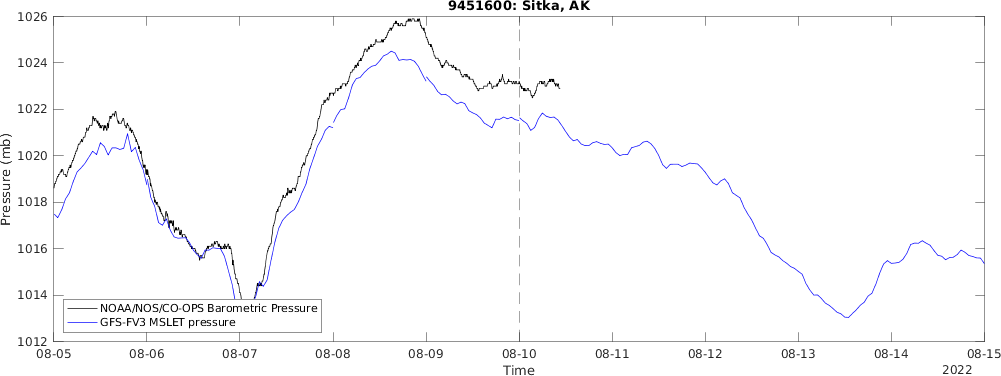 9451600: Sitka, AK
Pressure (mb)
1026
1024
1022
1020
1018
1016
1014
1012
NOAA/NOS/CO-OPS Barometric Pressure
GFS-FV3 MSLET pressure
08-05 08-06 08-07 08-08 08-09 08-10 08-11 08-12 08-13 08-14 08-15
Time
2022